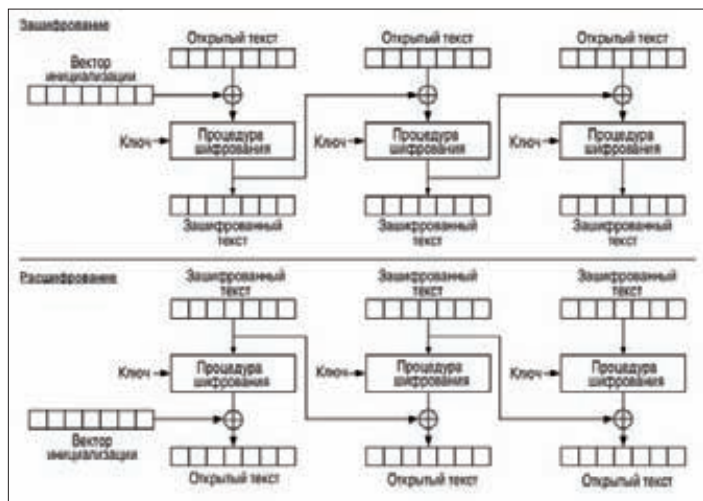 Зашифрование
Открытый текст
Открытый текст
Открытый текст
Вектор
инициализации
Ключ
Процедура
шифрования
Ключ
Процедура
шифрования
Ключ
Процедура
шифрования
Зашифрованный
текст
Зашифрованный
текст
Зашифрованный
текст
Расшифрование
Зашифрованный
текст
Зашифрованный
текст
Зашифрованный
текст
Ключ
Процедура
шифрования
Ключ
Процедура
шифрования
Ключ
Процедура
шифрования
Вектор
инициализации
Открытый текст
Открытый текст
Открытый текст